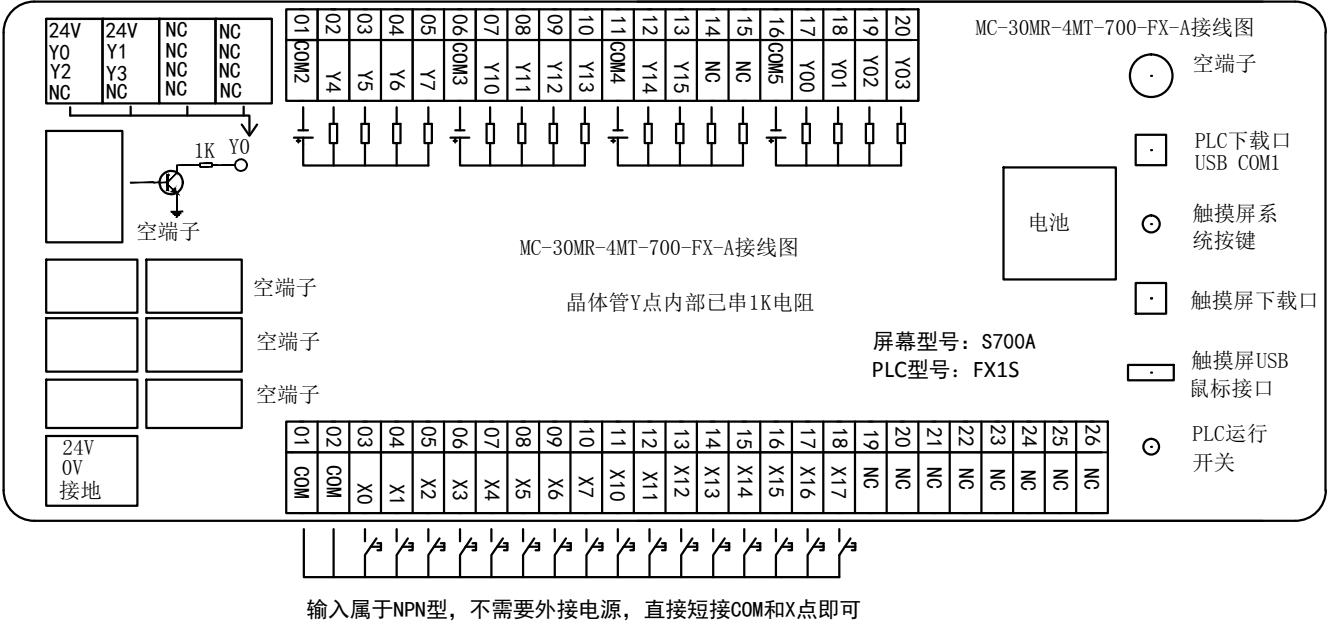 MC-30MR-4MT-700-FX-A接线图
24V 24V NC NC
Y0 Y1 NC NC
Y2 Y3 NC NC
NC NC NC NC
01 02 03 04 05 06 07 08 09 10 11 12 13 14 15 16 17 18 19 20
COM2 Y4 Y5 Y6 Y7 COM3 Y10 Y11 Y12 Y13 COM4 Y14 Y15 NC NC COM5 Y00 Y01 Y02 Y03
空端子
1K Y0
空端子
PLC下载口
USB COM1
电池
触摸屏系
统按键
MC-30MR-4MT-700-FX-A接线图
晶体管Y点内部已串1K电阻
空端子
触摸屏下载口
空端子
屏幕型号：S700A
PLC型号：FX1S
触摸屏USB
鼠标接口
空端子
PLC运行
开关
24V
0V
接地
01 02 03 04 05 06 07 08 09 10 11 12 13 14 15 16 17 18 19 20 21 22 23 24 25 26
COM COM X0 X1 X2 X3 X4 X5 X6 X7 X10 X11 X12 X13 X14 X15 X16 X17 NC NC NC NC NC NC NC NC
输入属于NPN型，不需要外接电源，直接短接COM和X点即可